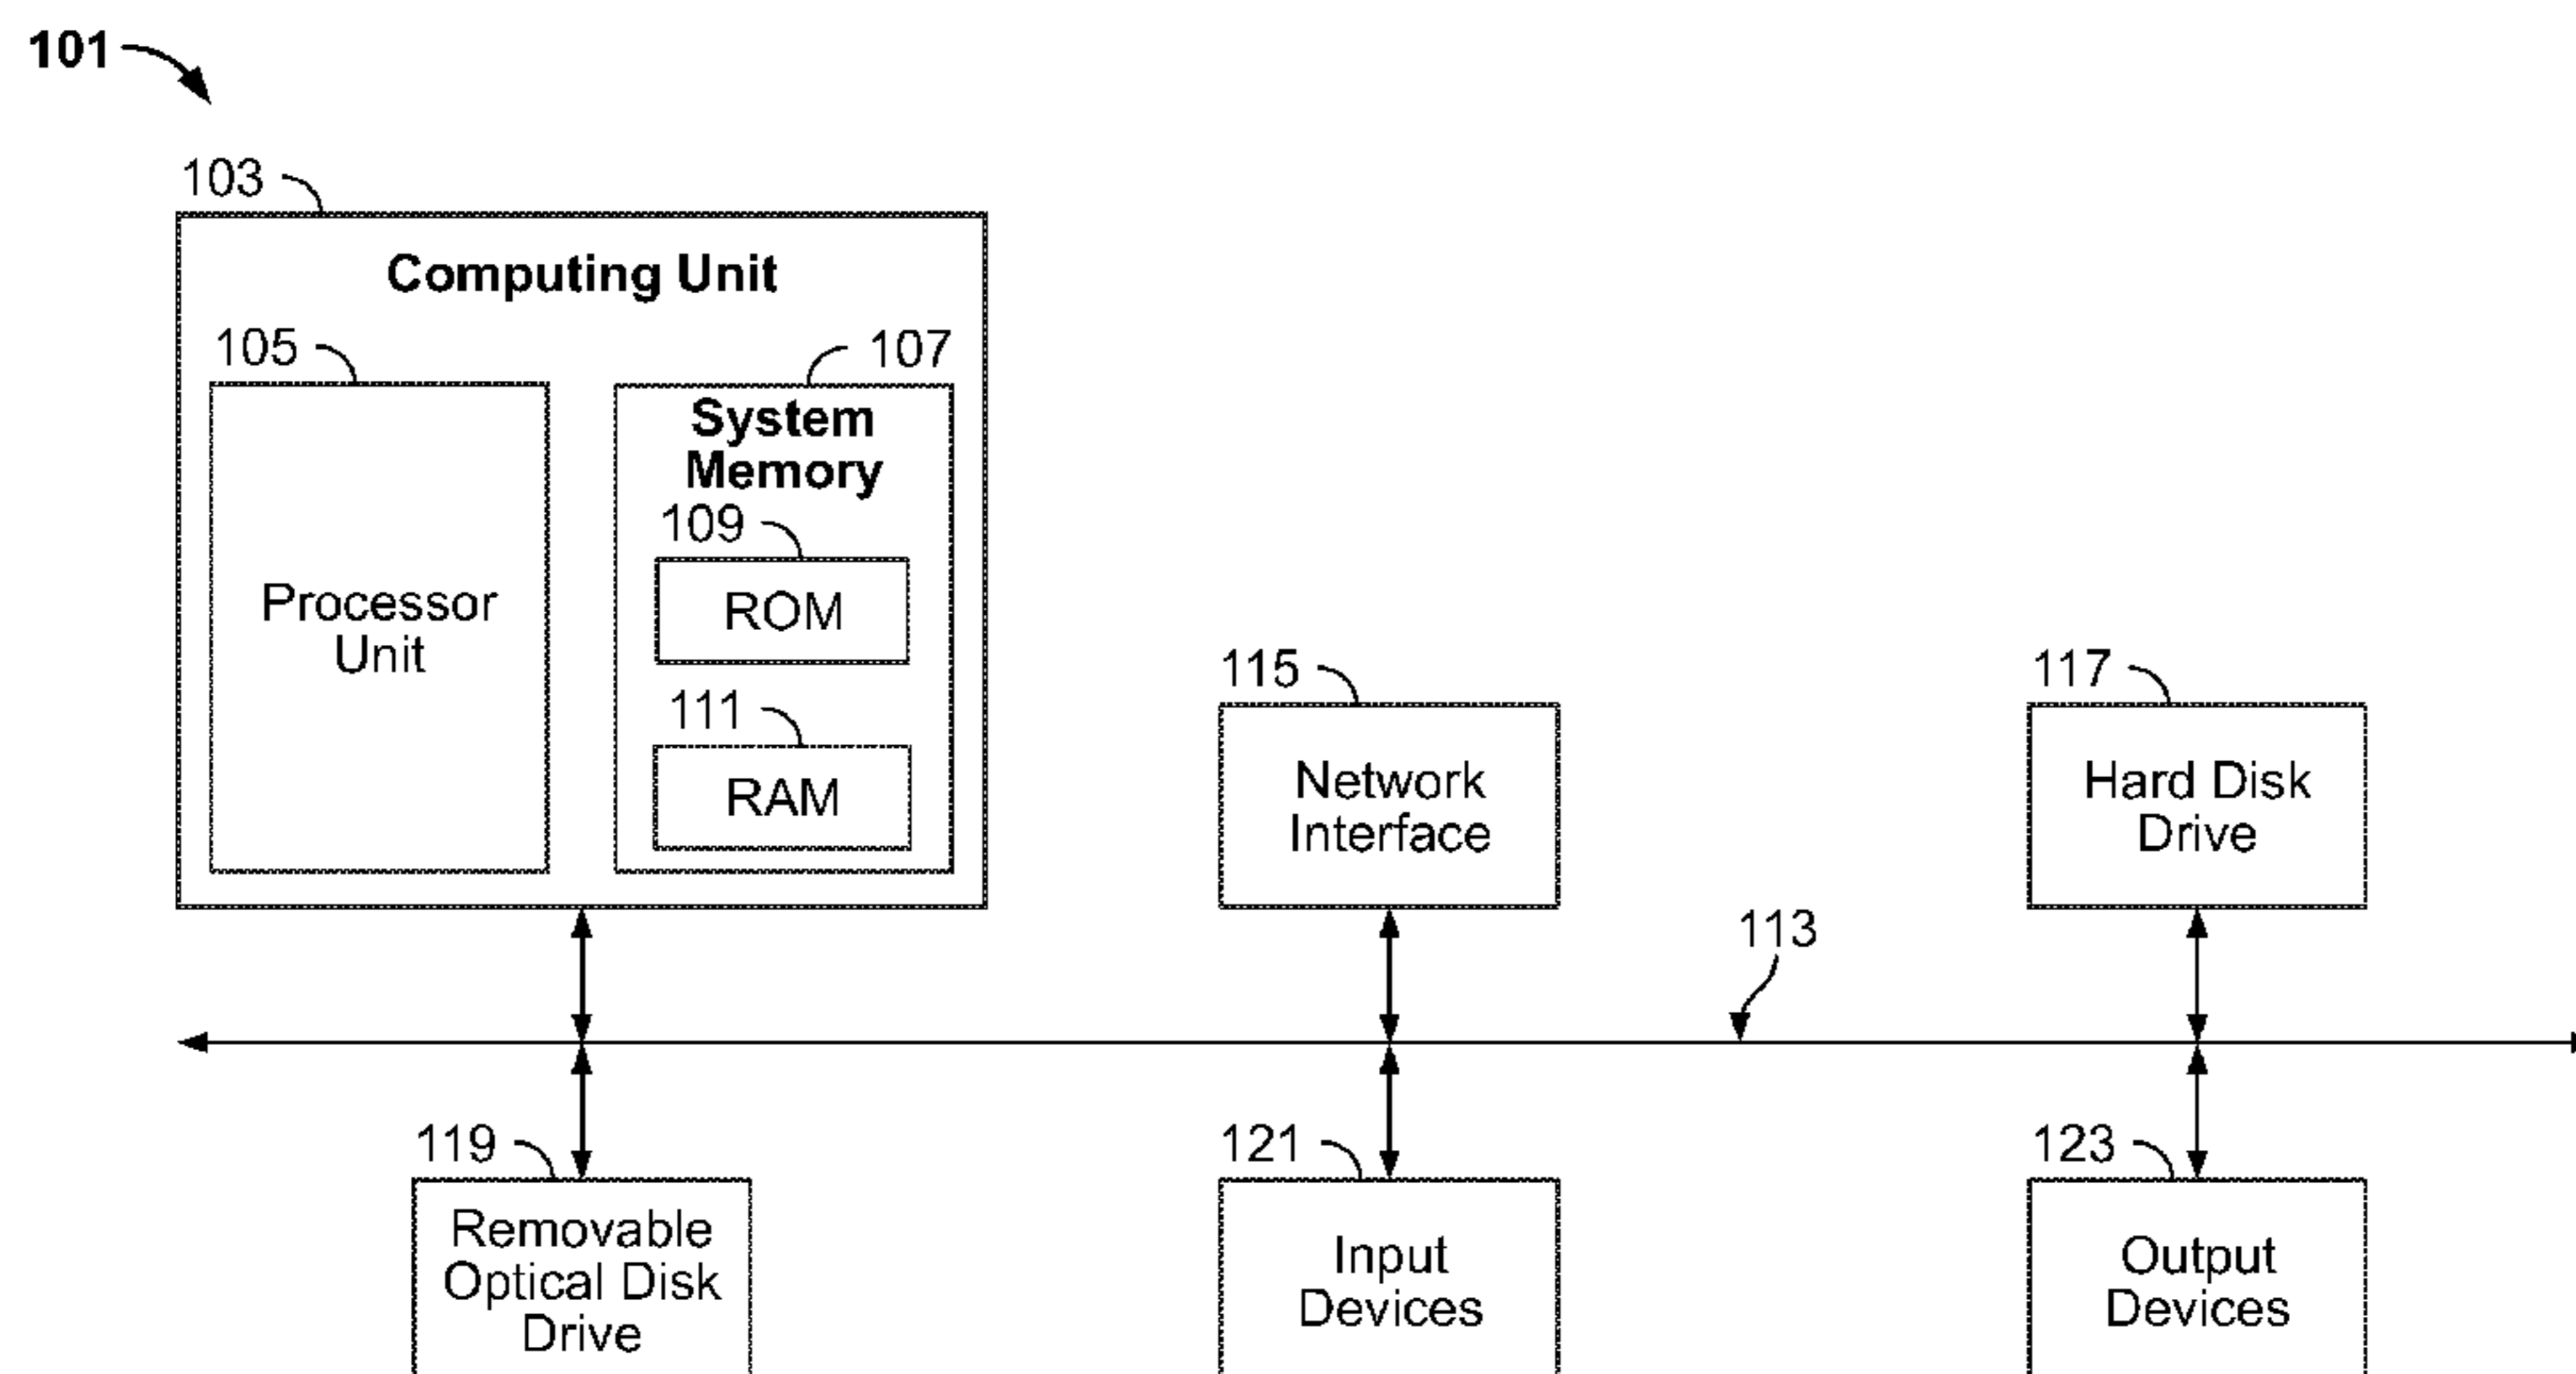 101
103
Computing Unit
105
107
System
Memory
109
Processor
Unit
ROM
111
RAM
115
Network
Interface
117
Hard Disk
Drive
113
119
Removable
Optical Disk
Drive
121
Input
Devices
123
Output
Devices